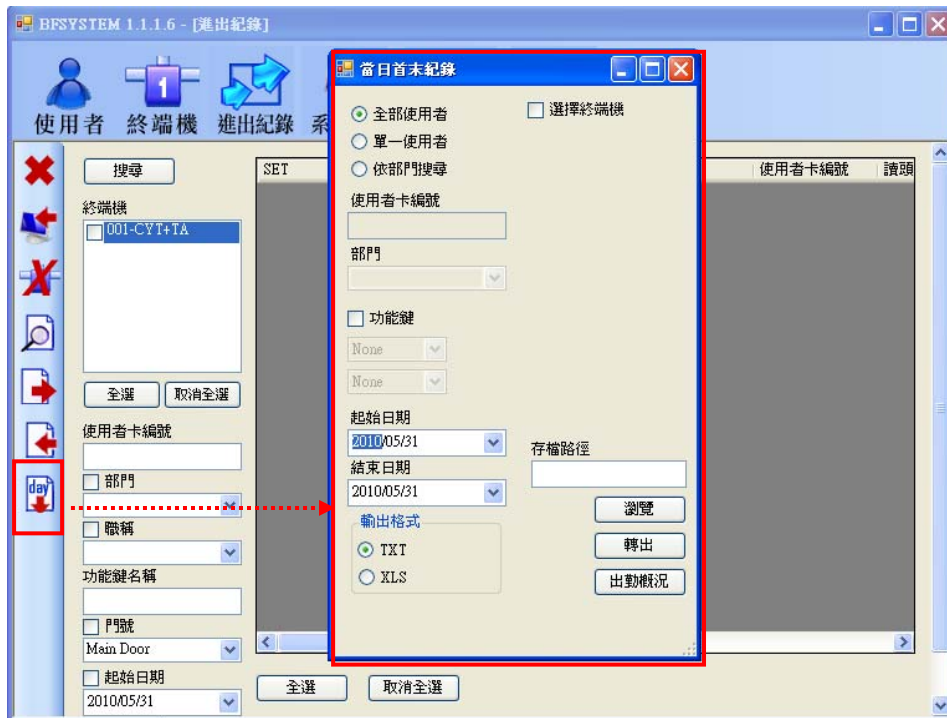 BFSYSTEM 1.1.1.6 - [進出紀錄]
使用者 終端機 進出紀錄 系
搜尋
終端機
001-CYT+TA
全選 取消全選
使用者卡編號
部門
職稱
功能鍵名稱
門號
Main Door
起始日期
2010/05/31
day
SET 使用者卡編號 讀頭
全選 取消全選
當日首末紀錄
全部使用者 選擇終端機
單一使用者
依部門搜尋
使用者卡編號
部門
功能鍵
None
None
起始日期
2010/05/31
結束日期
2010/05/31
輸出格式
TXT
XLS
存檔路徑
瀏覽
轉出
出勤概況